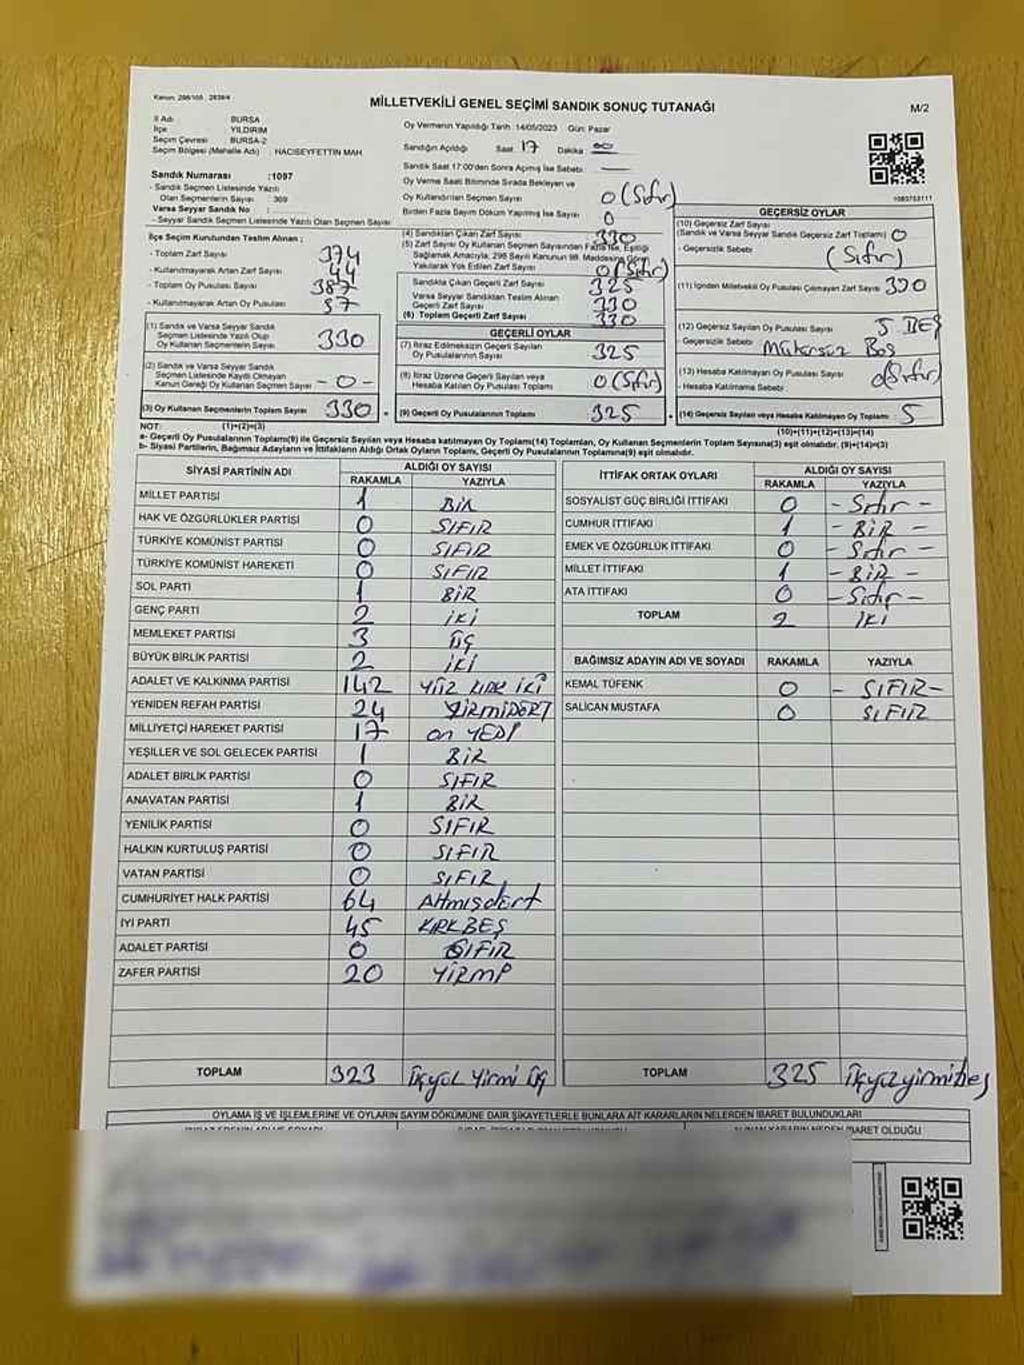 Kanun: 298/105 , 2839/4
MİLLETVEKİLİ GENEL SEÇİMİ SANDIK SONUÇ TUTANAĞI
M/2
İl Adı : BURSA
İlçe : YILDIRIM
Seçim Çevresi : BURSA-2
Seçim Bölgesi (Mahalle Adı) : HACISEYFETTİN MAH
Sandık Numarası :1097
- Sandık Seçmen Listesinde Yazılı
Olan Seçmenlerin Sayısı : 369
Varsa Seyyar Sandık No :
- Seyyar Sandık Seçmen Listesinde Yazılı Olan Seçmen Sayısı
Oy Vermenin Yapıldığı Tarih :14/05/2023 Gün: Pazar
Sandığın Açıldığı Saat 17 Dakika 00
Sandık Saat 17:00'den Sonra Açılmış İse Sebebi
Oy Verme Saati Bitiminde Sırada Bekleyen ve
Oy Kullandırılan Seçmen Sayısı 0 (Sıfır)
Birden Fazla Sayım Döküm Yapılmış İse Sayısı 0
İlçe Seçim Kurulundan Teslim Alınan ;
- Toplam Zarf Sayısı 374
- Kullanılmayarak Artan Zarf Sayısı 44
- Toplam Oy Pusulası Sayısı 387
- Kullanılmayarak Artan Oy Pusulası 57
(1) Sandık ve Varsa Seyyar Sandık
Seçmen Listesinde Yazılı Olup
Oy Kullanan Seçmenlerin Sayısı 330
(2) Sandık ve Varsa Seyyar Sandık
Seçmen Listesinde Kaydı Olmayan
Kanun Gereği Oy Kullanan Seçmen Sayısı - 0 -
(3) Oy Kullanan Seçmenlerin Toplam Sayısı 330
(4) Sandıktan Çıkan Zarf Sayısı 330
(5) Zarf Sayısı Oy Kullanan Seçmen Sayısından Fazla İse, Eşitliği
Sağlamak Amacıyla, 298 Sayılı Kanunun 98. Maddesine Göre
Yakılarak Yok Edilen Zarf Sayısı 0 (Sıfır)
Sandıkta Çıkan Geçerli Zarf Sayısı 325
Varsa Seyyar Sandıktan Teslim Alınan
Geçerli Zarf Sayısı 330
(6) Toplam Geçerli Zarf Sayısı 330
GEÇERLİ OYLAR
(7) İtiraz Edilmeksizin Geçerli Sayılan
Oy Pusulalarının Sayısı 325
(8) İtiraz Üzerine Geçerli Sayılan veya
Hesaba Katılan Oy Pusulası Toplamı 0 (Sıfır)
(9) Geçerli Oy Pusulalarının Toplamı 325
1083753117
GEÇERSİZ OYLAR
(10) Geçersiz Zarf Sayısı
(Sandık ve Varsa Seyyar Sandık Geçersiz Zarf Toplamı) 0
- Geçersizlik Sebebi (Sıfır)
(11) İçinden Milletvekili Oy Pusulası Çıkmayan Zarf Sayısı
(12) Geçersiz Sayılan Oy Pusulası Sayısı 5 BEŞ
- Geçersizlik Sebebi Mühürsüz Boş
(13) Hesaba Katılmayan Oy Pusulası Sayısı 0(Sıfır)
- Hesaba Katılmama Sebebi
(14) Geçersiz Sayılan veya Hesaba Katılmayan Oy Toplamı 5
NOT: (1)+(2)=(3) (10)+(11)+(12)+(13)=(14)
a- Geçerli Oy Pusulalarının Toplamı(9) ile Geçersiz Sayılan veya Hesaba katılmayan Oy Toplamı(14) Toplamları, Oy Kullanan Seçmenlerin Toplam Sayısına(3) eşit olmalıdır. (9)+(14)=(3)
b- Siyasi Partilerin, Bağımsız Adayların ve İttifakların Aldığı Oyların Toplamı, Geçerli Oy Pusulalarının Toplamına(9) eşit olmalıdır.
SİYASİ PARTİNİN ADI ALDIĞI OY SAYISI
RAKAMLA YAZIYLA
MİLLET PARTİSİ 1 BİR
HAK VE ÖZGÜRLÜKLER PARTİSİ 0 SIFIR
TÜRKİYE KOMÜNİST PARTİSİ 0 SIFIR
TÜRKİYE KOMÜNİST HAREKETİ 0 SIFIR
SOL PARTİ 1 BİR
GENÇ PARTİ 2 İKİ
MEMLEKET PARTİSİ 3 ÜÇ
BÜYÜK BİRLİK PARTİSİ 2 İKİ
ADALET VE KALKINMA PARTİSİ 142 YÜZ KIRK İKİ
YENİDEN REFAH PARTİSİ 24 YİRMİDÖRT
MİLLİYETÇİ HAREKET PARTİSİ 17 on YEDİ
YEŞİLLER VE SOL GELECEK PARTİSİ 1 BİR
ADALET BİRLİK PARTİSİ 0 SIFIR
ANAVATAN PARTİSİ 1 BİR
YENİLİK PARTİSİ 0 SIFIR
HALKIN KURTULUŞ PARTİSİ 0 SIFIR
VATAN PARTİSİ 0 SIFIR
CUMHURİYET HALK PARTİSİ 64 Altmışdört
İYİ PARTİ 45 KIRKBEŞ
ADALET PARTİSİ 0 SIFIR
ZAFER PARTİSİ 20 YİRMİ
TOPLAM 323 Üçyüz Yirmi Üç
İTTİFAK ORTAK OYLARI ALDIĞI OY SAYISI
RAKAMLA YAZIYLA
SOSYALİST GÜÇ BİRLİĞİ İTTİFAKI 0 - Sıfır -
CUMHUR İTTİFAKI 1 - BİR -
EMEK VE ÖZGÜRLÜK İTTİFAKI 0 - Sıfır -
MİLLET İTTİFAKI 1 - BİR -
ATA İTTİFAKI 0 - Sıfır -
TOPLAM 2 İKİ
BAĞIMSIZ ADAYIN ADI VE SOYADI RAKAMLA YAZIYLA
KEMAL TÜFENK 0 - SIFIR -
SALİCAN MUSTAFA 0 SIFIR
TOPLAM 325 üçyüzyirmibeş
OYLAMA İŞ VE İŞLEMLERİNE VE OYLARIN SAYIM DÖKÜMÜNE DAİR ŞİKAYETLERLE BUNLARA AİT KARARLARIN NELERDEN İBARET BULUNDUKLARI